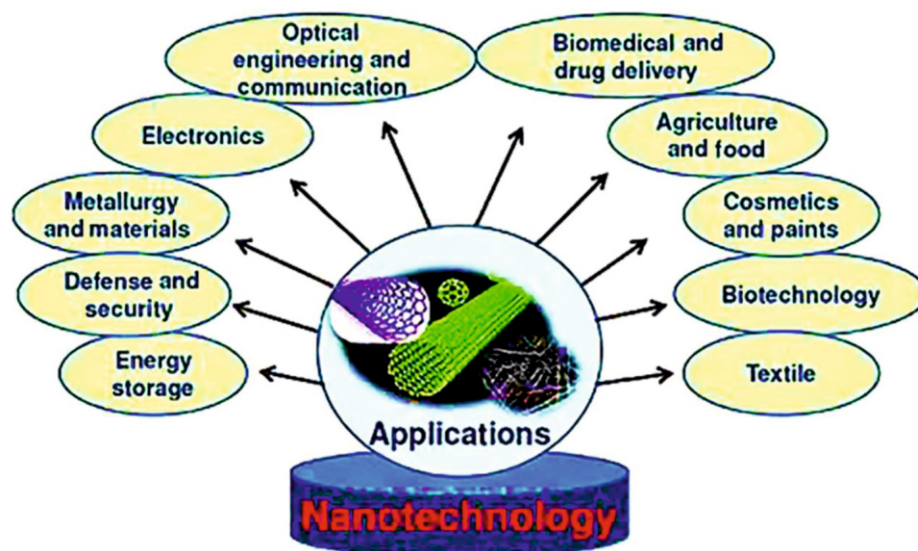 Optical
engineering and
communication
Biomedical and
drug delivery
Electronics
Agriculture
and food
Metallurgy
and materials
Cosmetics
and paints
Defense and
security
Biotechnology
Energy
storage
Textile
Applications
Nanotechnology